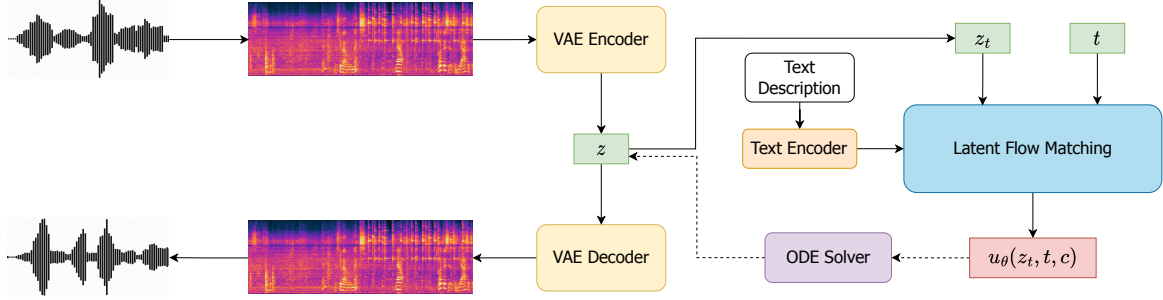 VAE Encoder
z_t
t
Text
Description
z
Text Encoder
Latent Flow Matching
VAE Decoder
ODE Solver
u_θ(z_t, t, c)